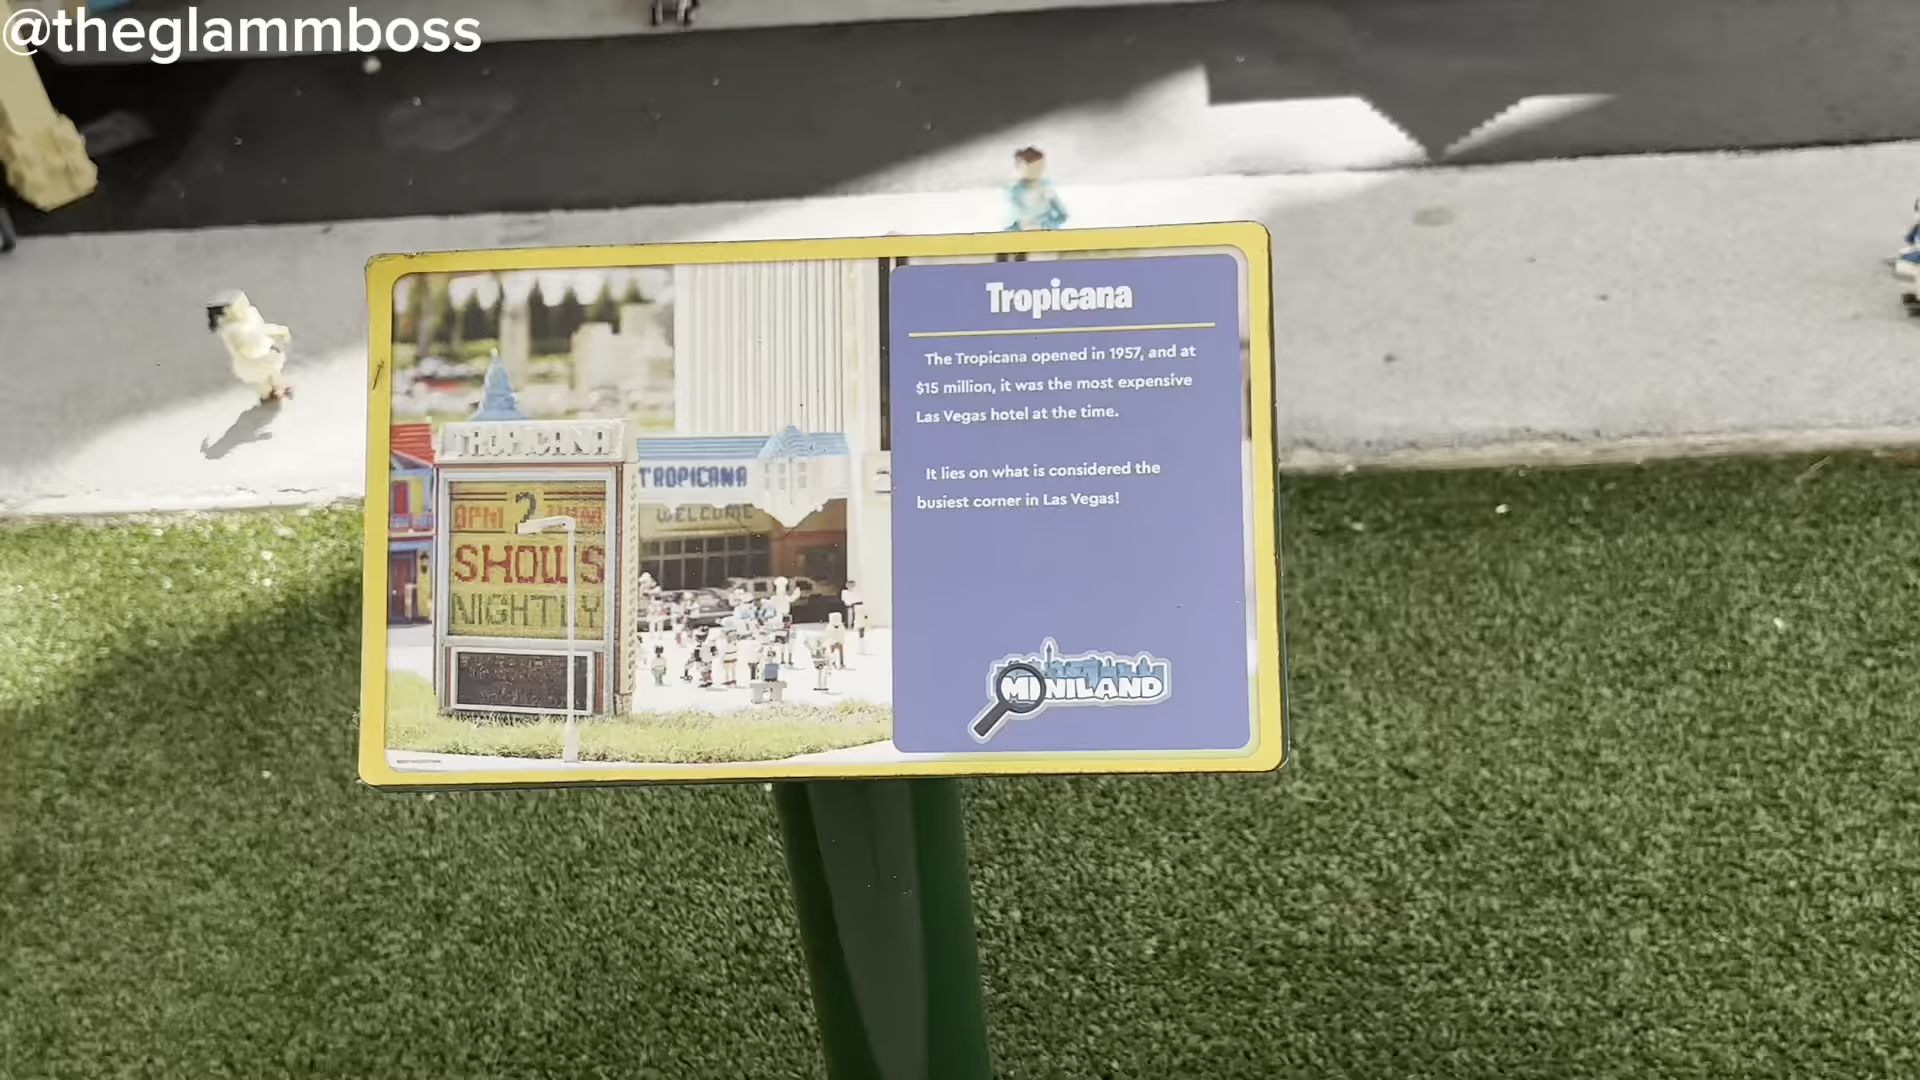 @theglammboss
Tropicana
The Tropicana opened in 1957, and at
$15 million, it was the most expensive
Las Vegas hotel at the time.
It lies on what is considered the
busiest corner in Las Vegas!
MINILAND
TROPICANA
8PM 2
SHOWS
NIGHTLY
TROPICANA
WELCOME